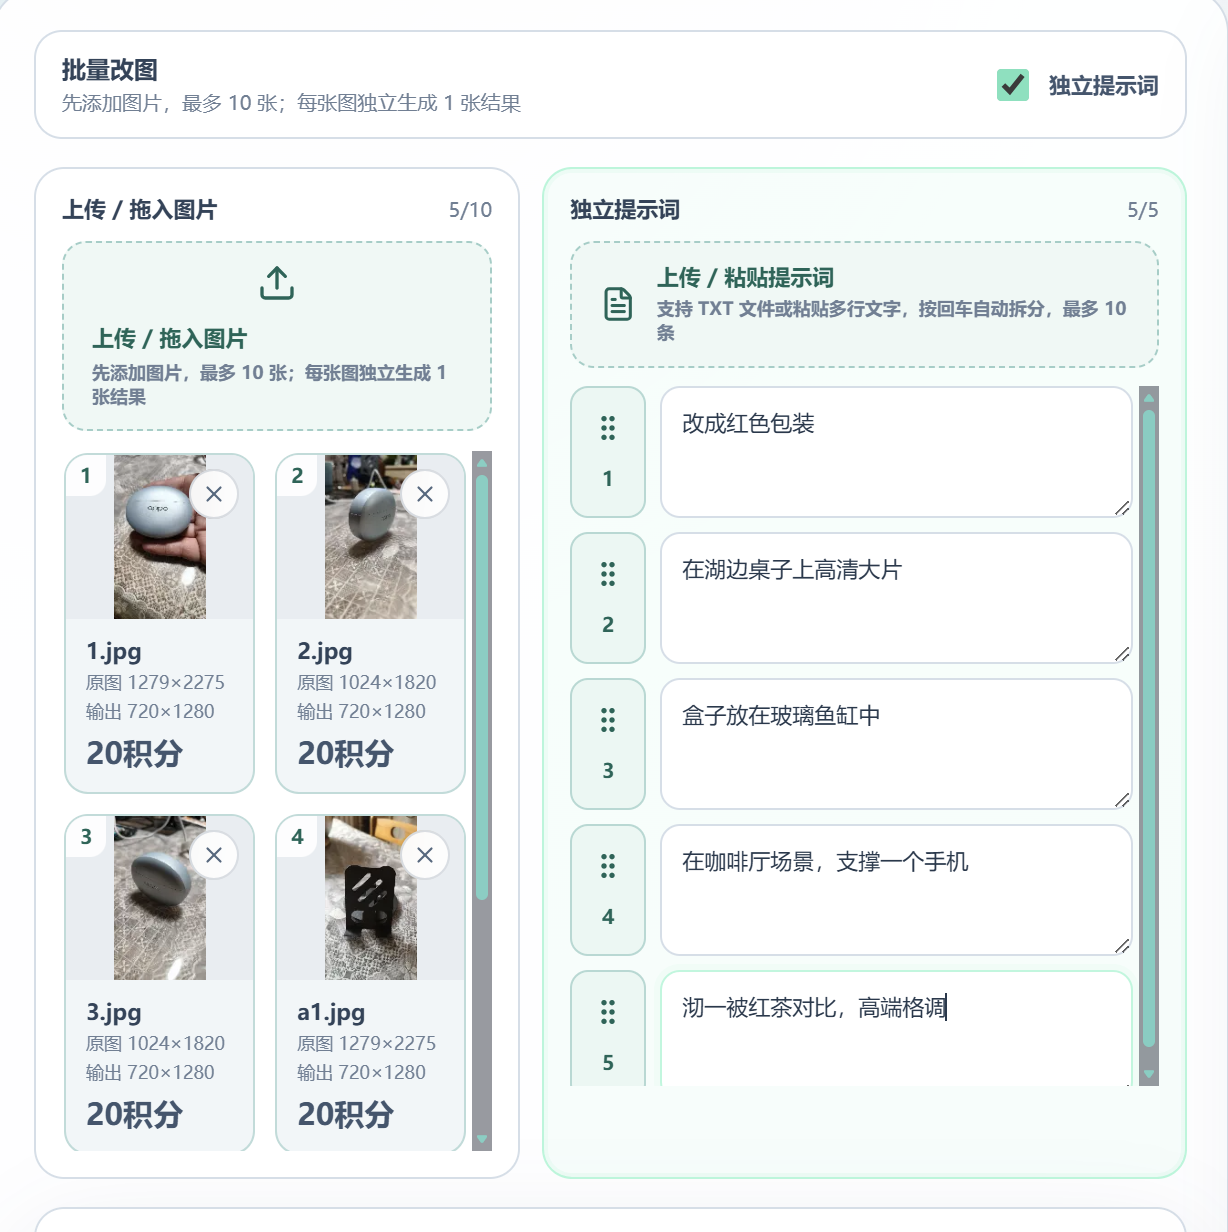 批量改图
先添加图片，最多 10 张；每张图独立生成 1 张结果
独立提示词
上传 / 拖入图片
5/10
上传 / 拖入图片
先添加图片，最多 10 张；每张图独立生成 1
张结果
1
1.jpg
原图 1279×2275
输出 720×1280
20积分
2
2.jpg
原图 1024×1820
输出 720×1280
20积分
3
3.jpg
原图 1024×1820
输出 720×1280
20积分
4
a1.jpg
原图 1279×2275
输出 720×1280
20积分
独立提示词
5/5
上传 / 粘贴提示词
支持 TXT 文件或粘贴多行文字，按回车自动拆分，最多 10
条
1
改成红色包装
2
在湖边桌子上高清大片
3
盒子放在玻璃鱼缸中
4
在咖啡厅场景，支撑一个手机
5
沏一被红茶对比，高端格调